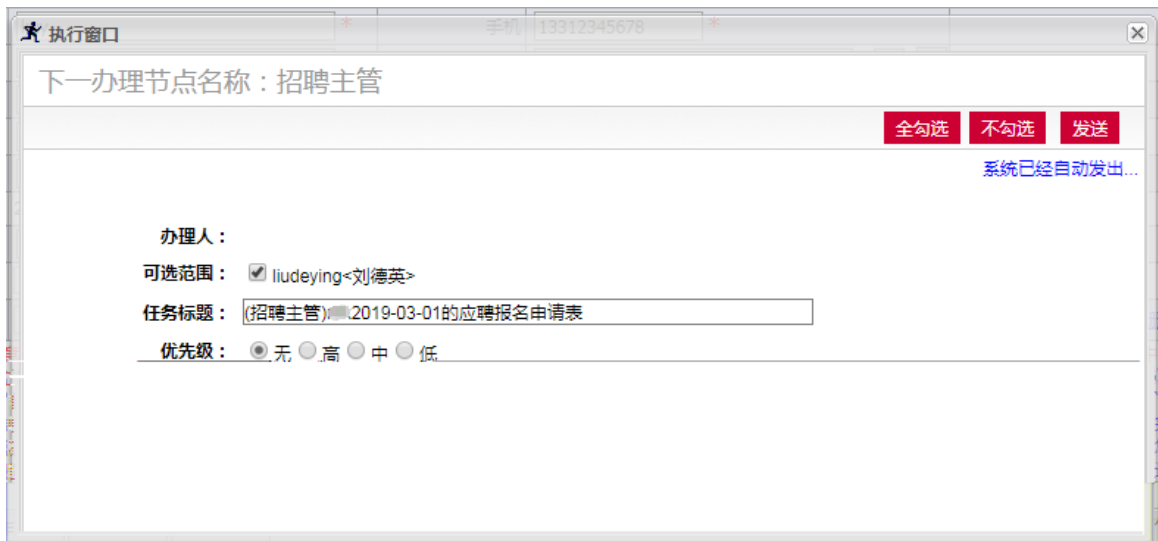 手机 13312345678 *
执行窗口
下一办理节点名称：招聘主管
全勾选 不勾选 发送
系统已经自动发出...
办理人：
可选范围： liudeying<刘德英>
任务标题： (招聘主管) 2019-03-01的应聘报名申请表
优先级： 无 高 中 低